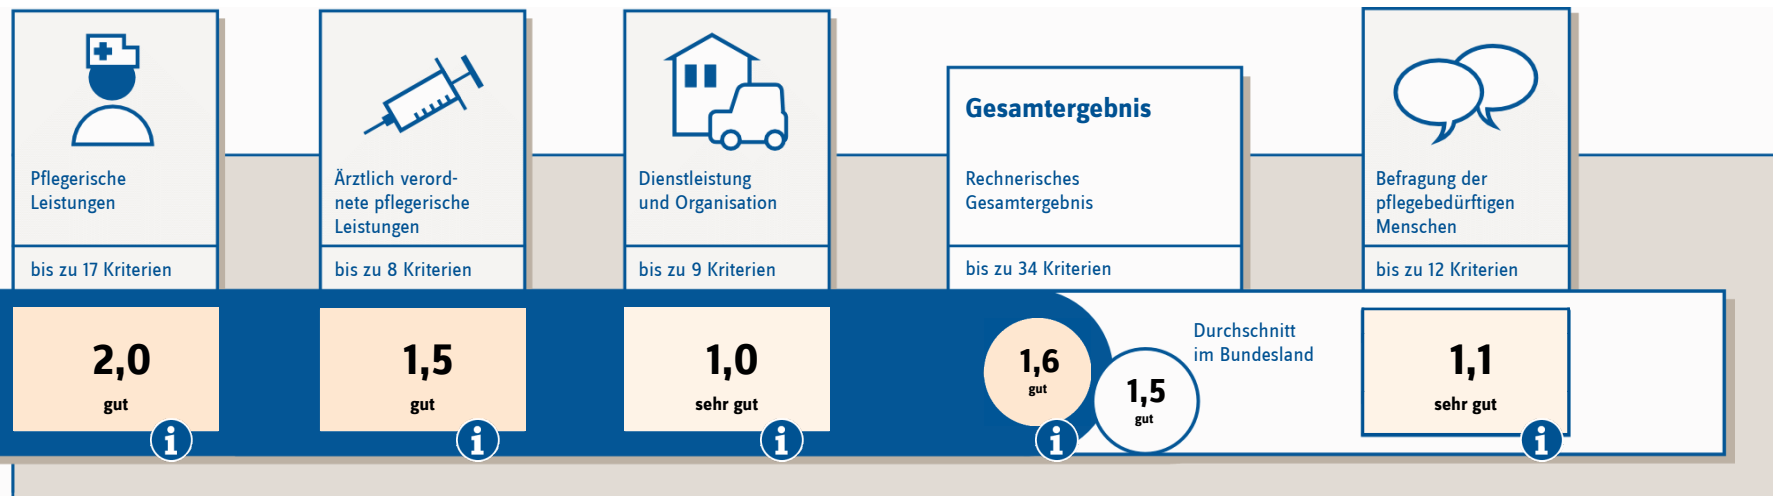 Pflegerische
Leistungen
bis zu 17 Kriterien
2,0
gut
i
Ärztlich verord-
nete pflegerische
Leistungen
bis zu 8 Kriterien
1,5
gut
i
Dienstleistung
und Organisation
bis zu 9 Kriterien
1,0
sehr gut
i
Gesamtergebnis
Rechnerisches
Gesamtergebnis
bis zu 34 Kriterien
1,6
gut
i
1,5
gut
Durchschnitt
im Bundesland
Befragung der
pflegebedürftigen
Menschen
bis zu 12 Kriterien
1,1
sehr gut
i